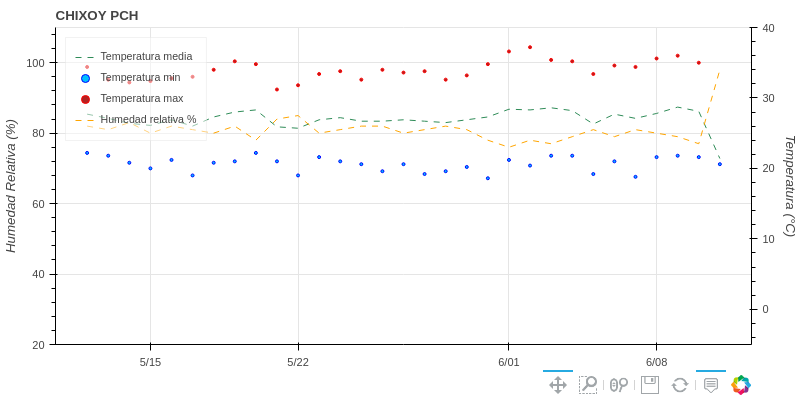 CHIXOY PCH
Temperatura media
Temperatura min
Temperatura max
Humedad relativa %
Humedad Relativa (%)
100
80
60
40
20
40
30
20
10
0
Temperatura (°C)
5/15
5/22
6/01
6/08